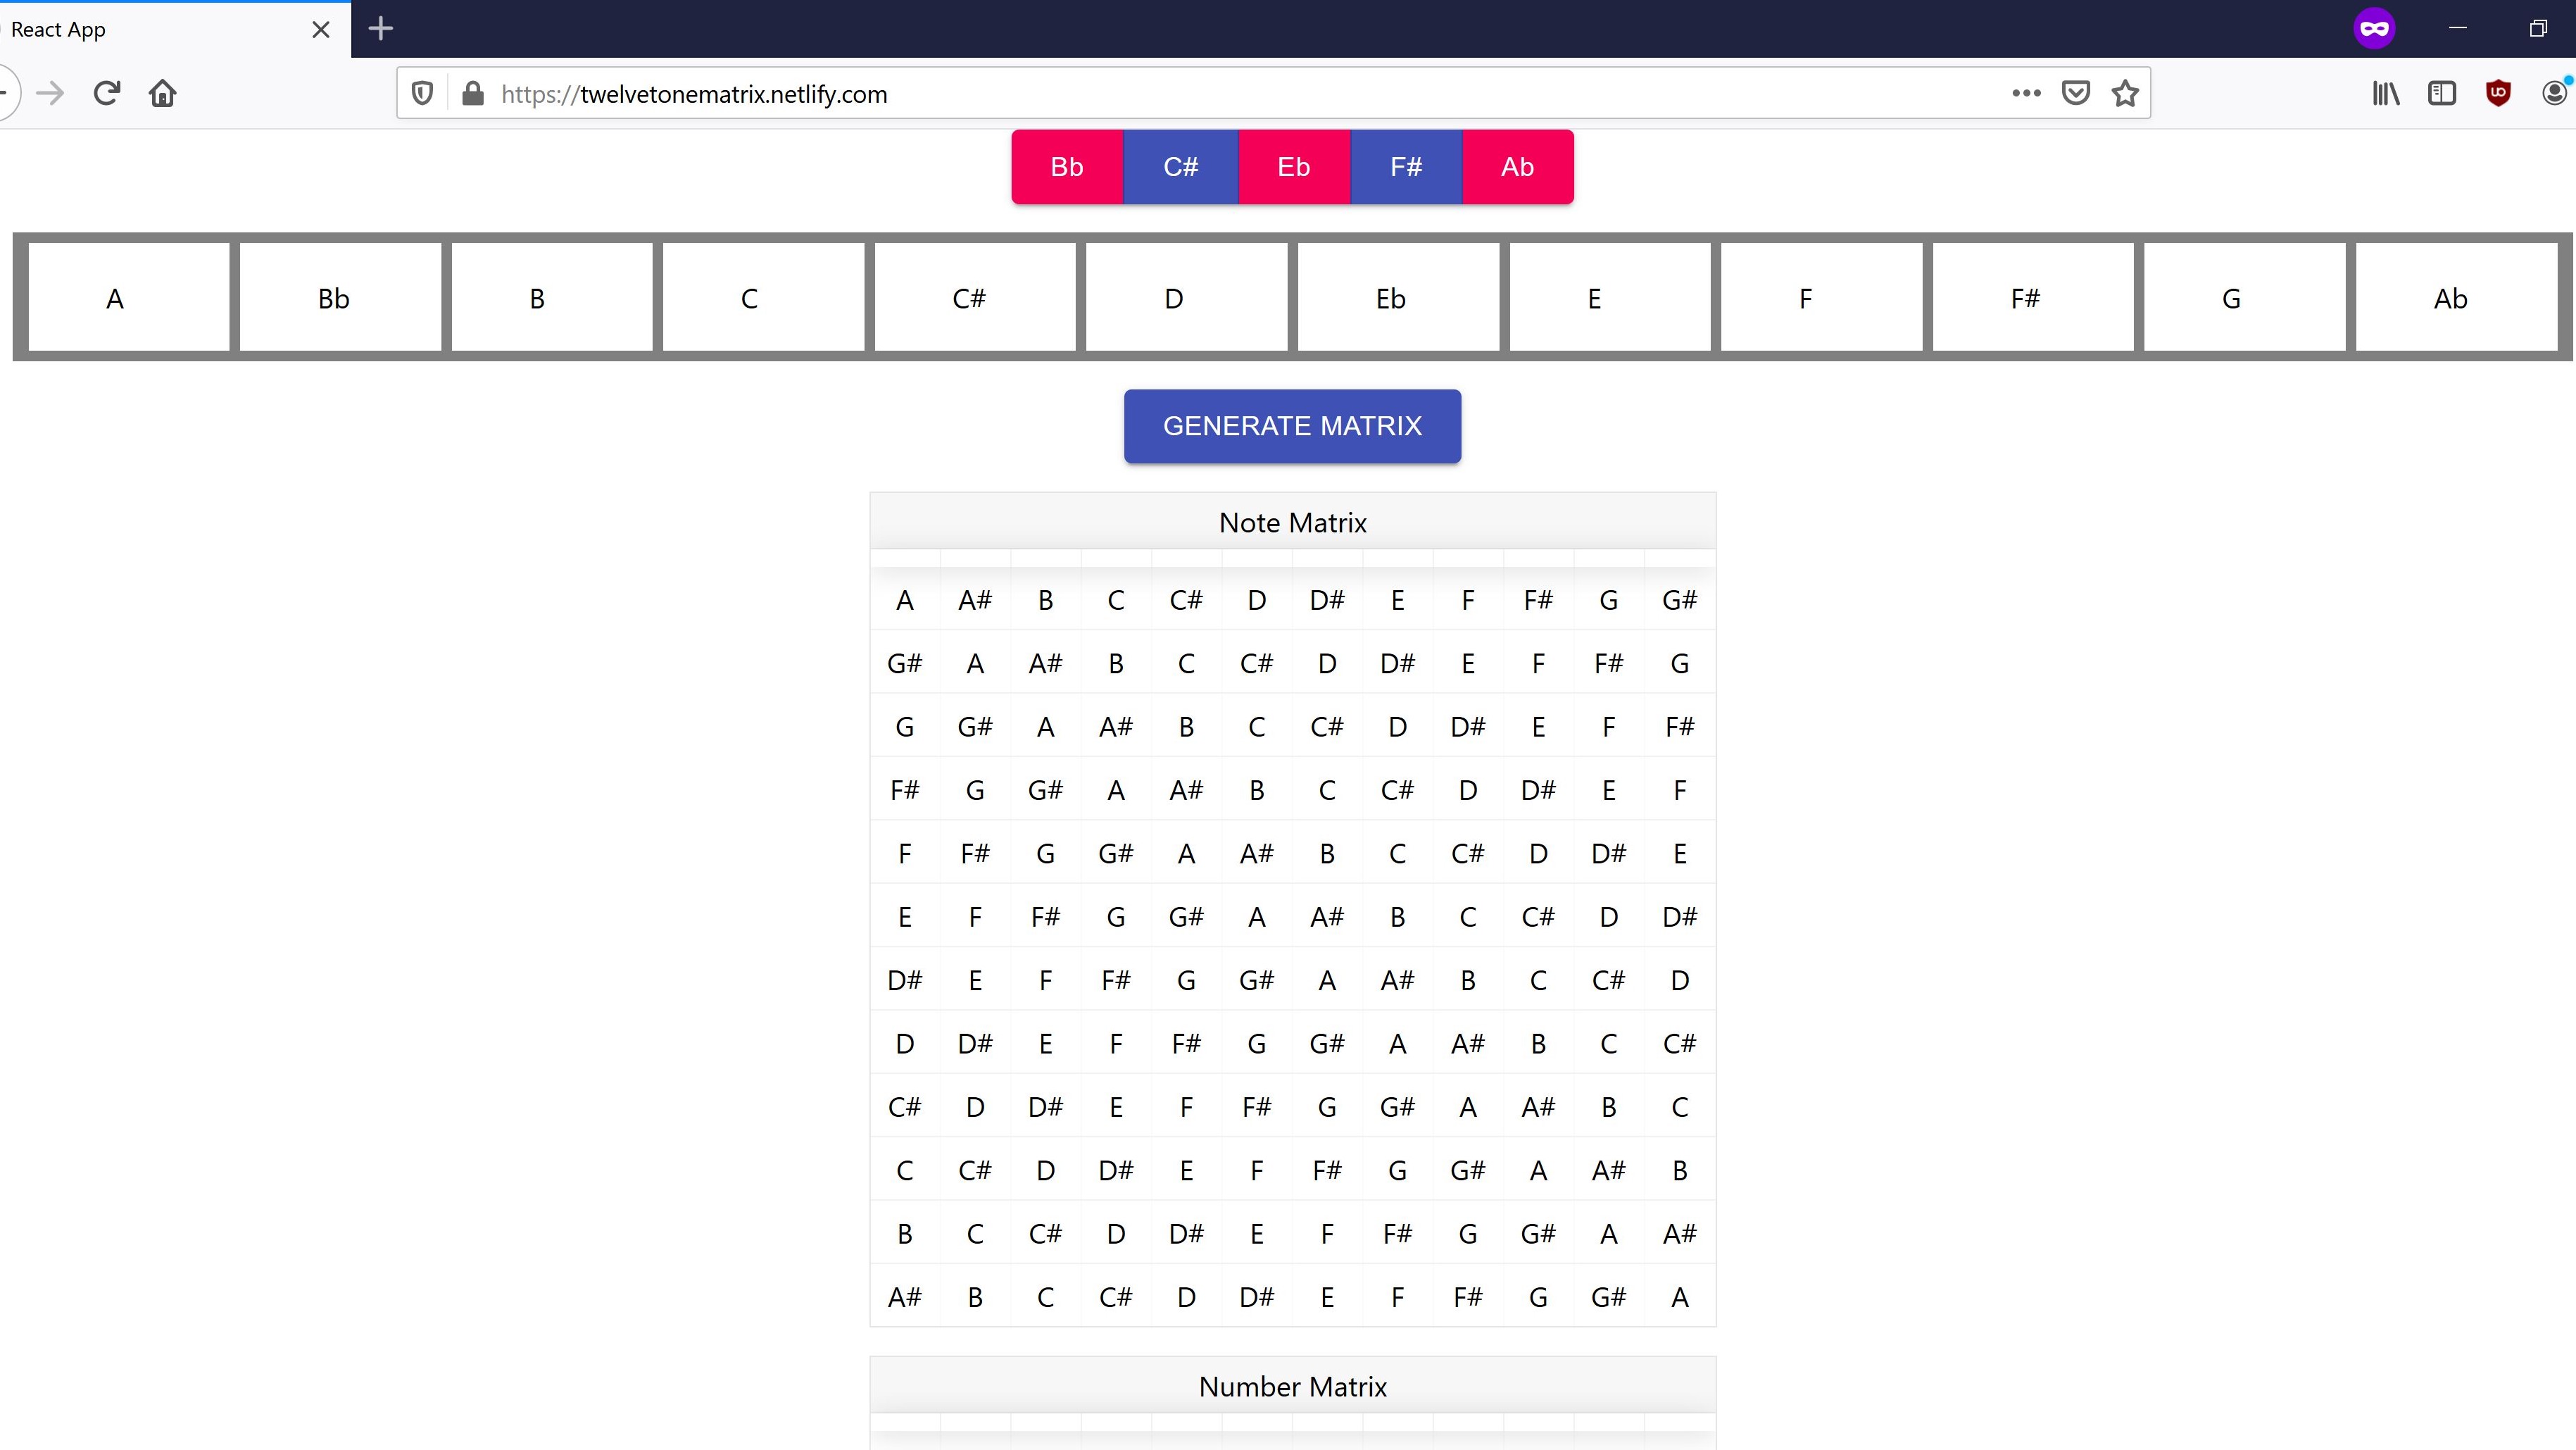 React App
https://twelvetonematrix.netlify.com
Bb C# Eb F# Ab
A Bb B C C# D Eb E F F# G Ab
GENERATE MATRIX
Note Matrix
A A# B C C# D D# E F F# G G#
G# A A# B C C# D D# E F F# G
G G# A A# B C C# D D# E F F#
F# G G# A A# B C C# D D# E F
F F# G G# A A# B C C# D D# E
E F F# G G# A A# B C C# D D#
D# E F F# G G# A A# B C C# D
D D# E F F# G G# A A# B C C#
C# D D# E F F# G G# A A# B C
C C# D D# E F F# G G# A A# B
B C C# D D# E F F# G G# A A#
A# B C C# D D# E F F# G G# A
Number Matrix